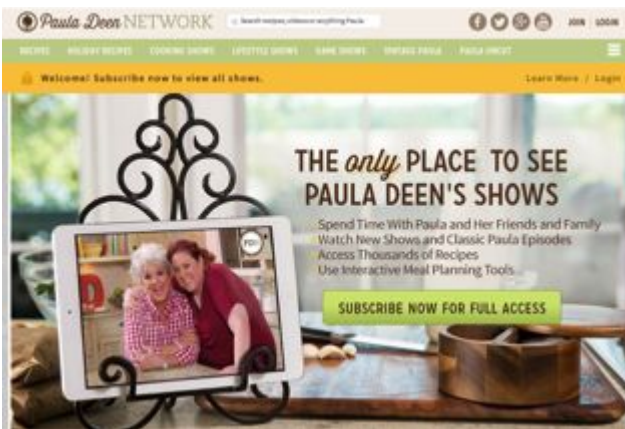 Paula Deen NETWORK
Search recipes, videos or anything Paula
JOIN LOGIN
RECIPES HOLIDAY RECIPES COOKING SHOWS LIFESTYLE SHOWS GAME SHOWS VINTAGE PAULA PAULA UNCUT
Welcome! Subscribe now to view all shows.
Learn More / Login
THE only PLACE TO SEE
PAULA DEEN'S SHOWS
Spend Time With Paula and Her Friends and Family
Watch New Shows and Classic Paula Episodes
Access Thousands of Recipes
Use Interactive Meal Planning Tools
SUBSCRIBE NOW FOR FULL ACCESS